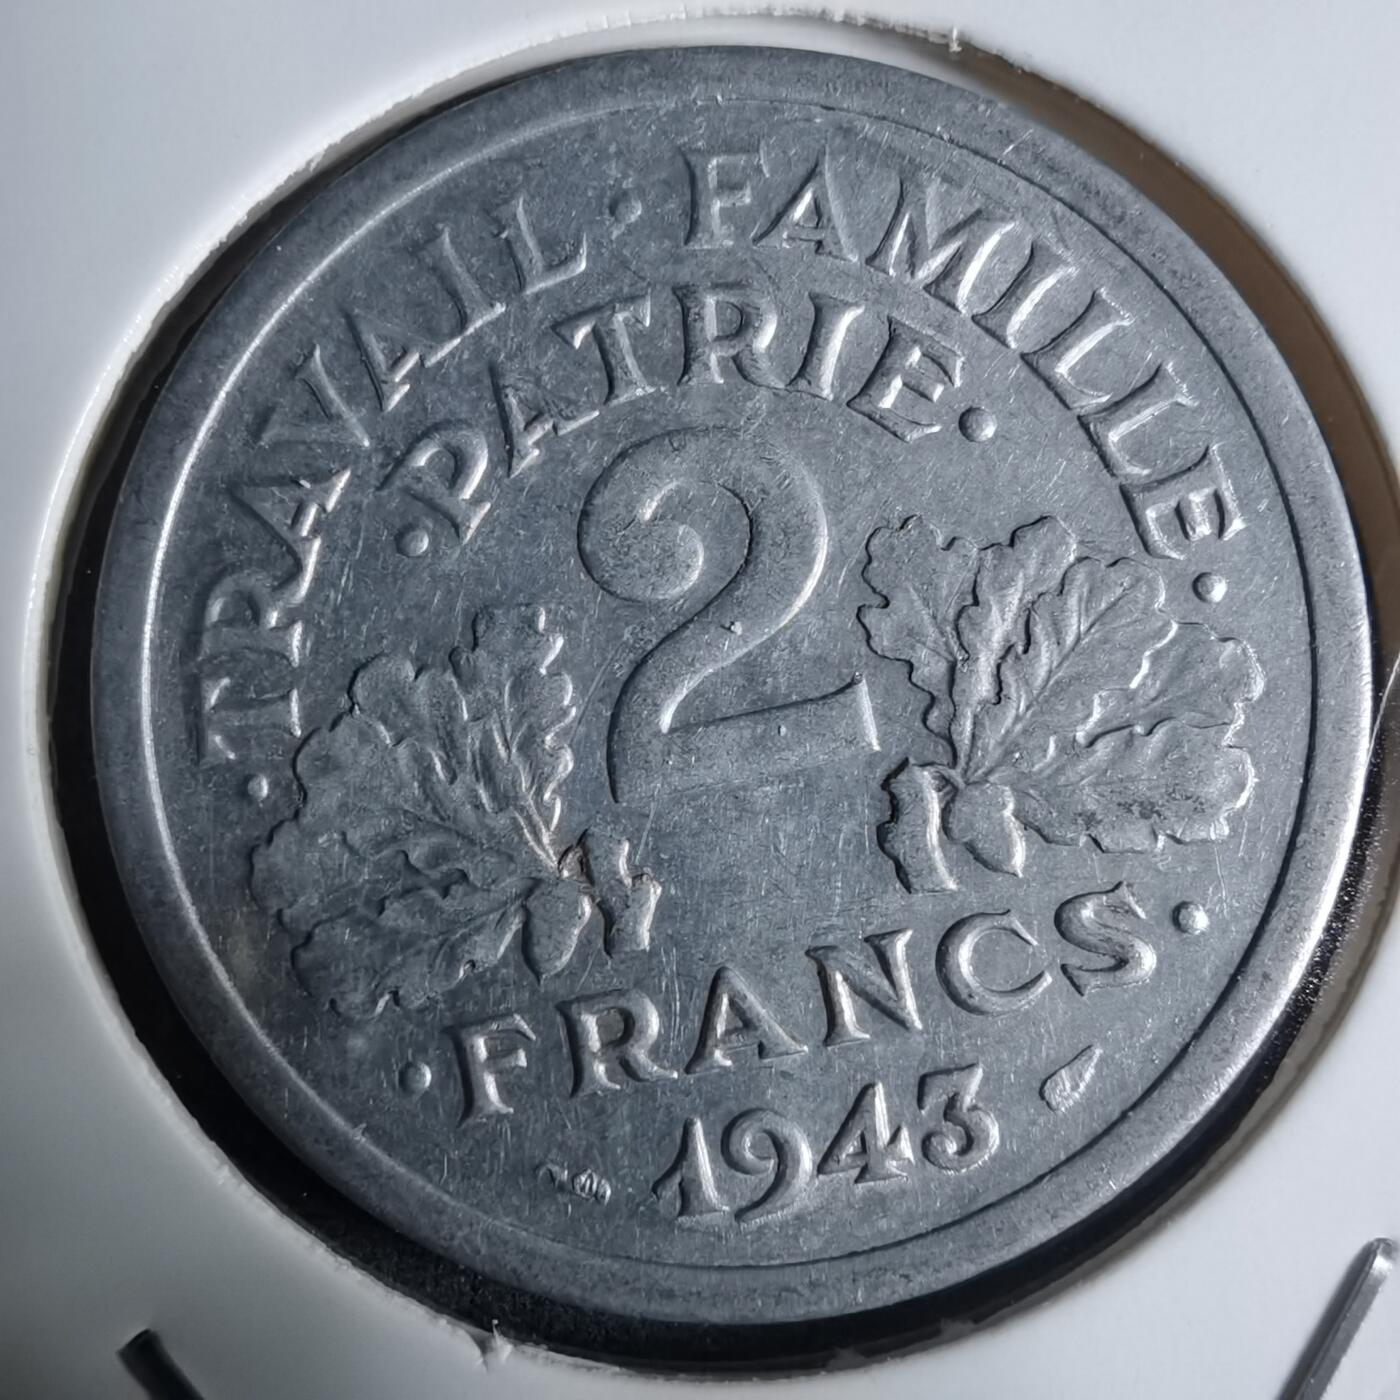 ·TRAVAIL·FAMILLE·
·PATRIE·
2
·FRANCS·
1943